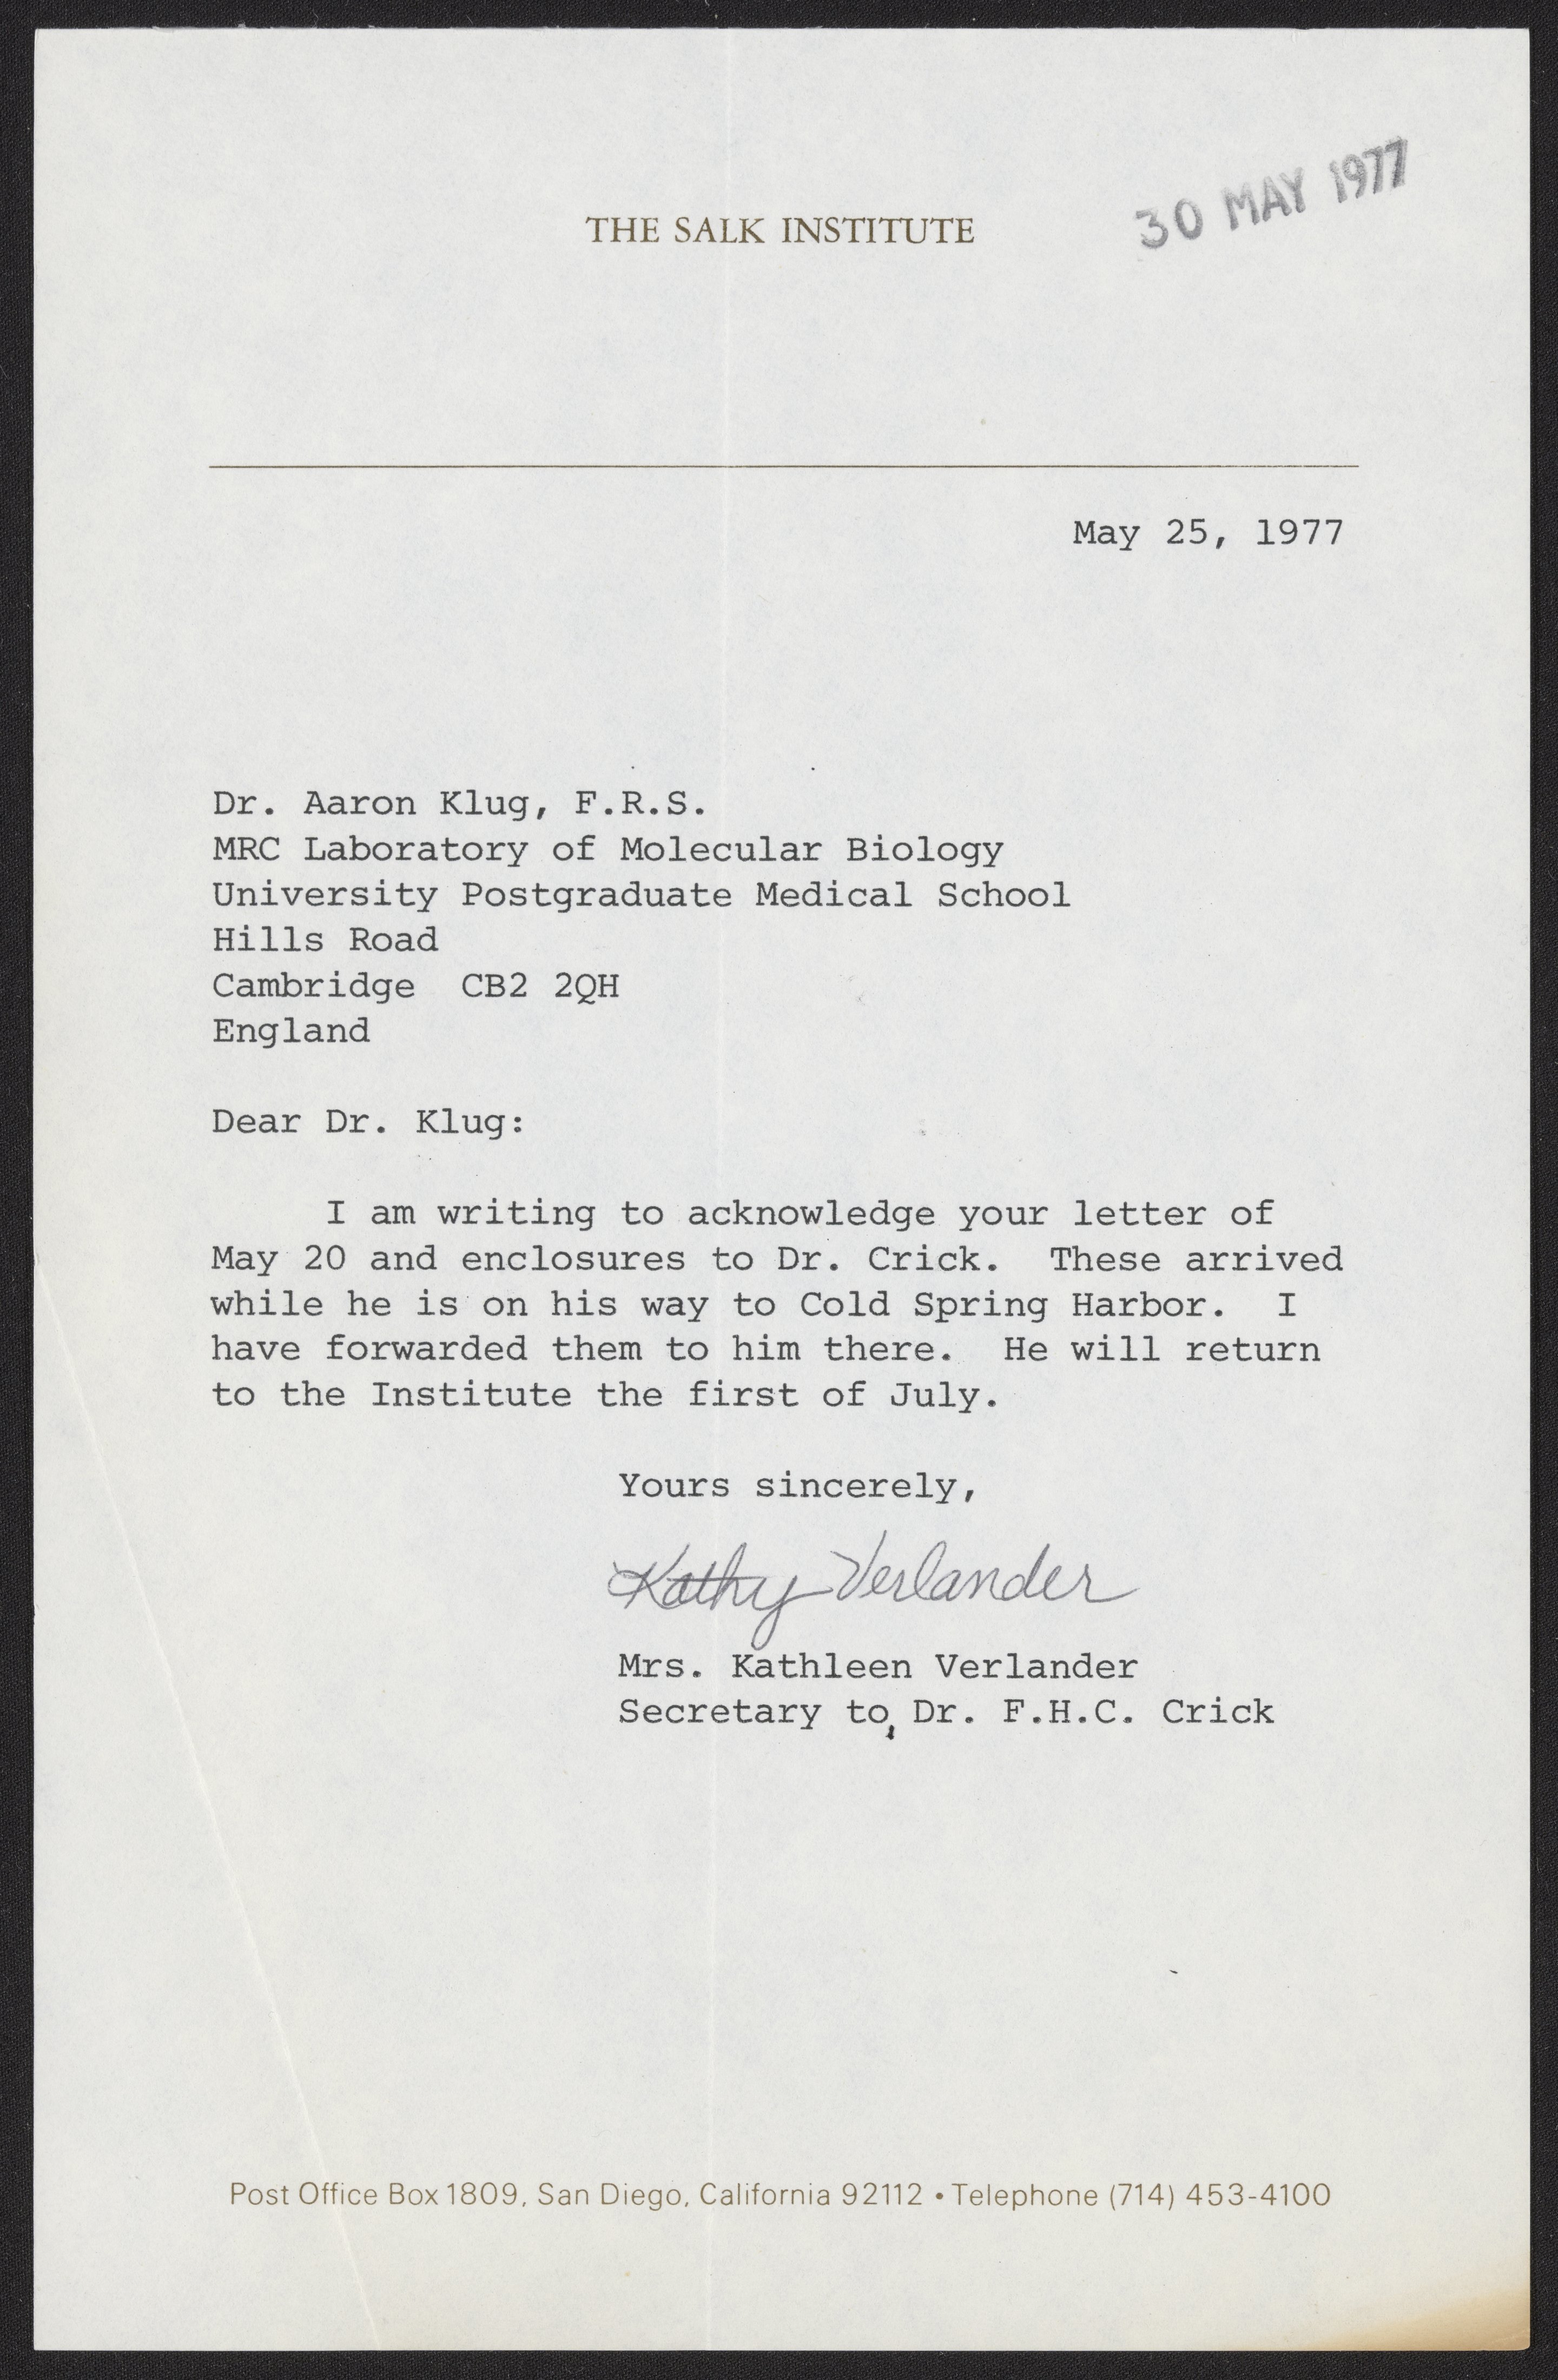 THE SALK INSTITUTE
30 MAY 1977
May 25, 1977
Dr. Aaron Klug, F.R.S.
MRC Laboratory of Molecular Biology
University Postgraduate Medical School
Hills Road
Cambridge  CB2 2QH
England
Dear Dr. Klug:
I am writing to acknowledge your letter of
May 20 and enclosures to Dr. Crick.  These arrived
while he is on his way to Cold Spring Harbor.  I
have forwarded them to him there.  He will return
to the Institute the first of July.
Yours sincerely,
Kathy Verlander
Mrs. Kathleen Verlander
Secretary to Dr. F.H.C. Crick
Post Office Box 1809, San Diego, California 92112 • Telephone (714) 453-4100